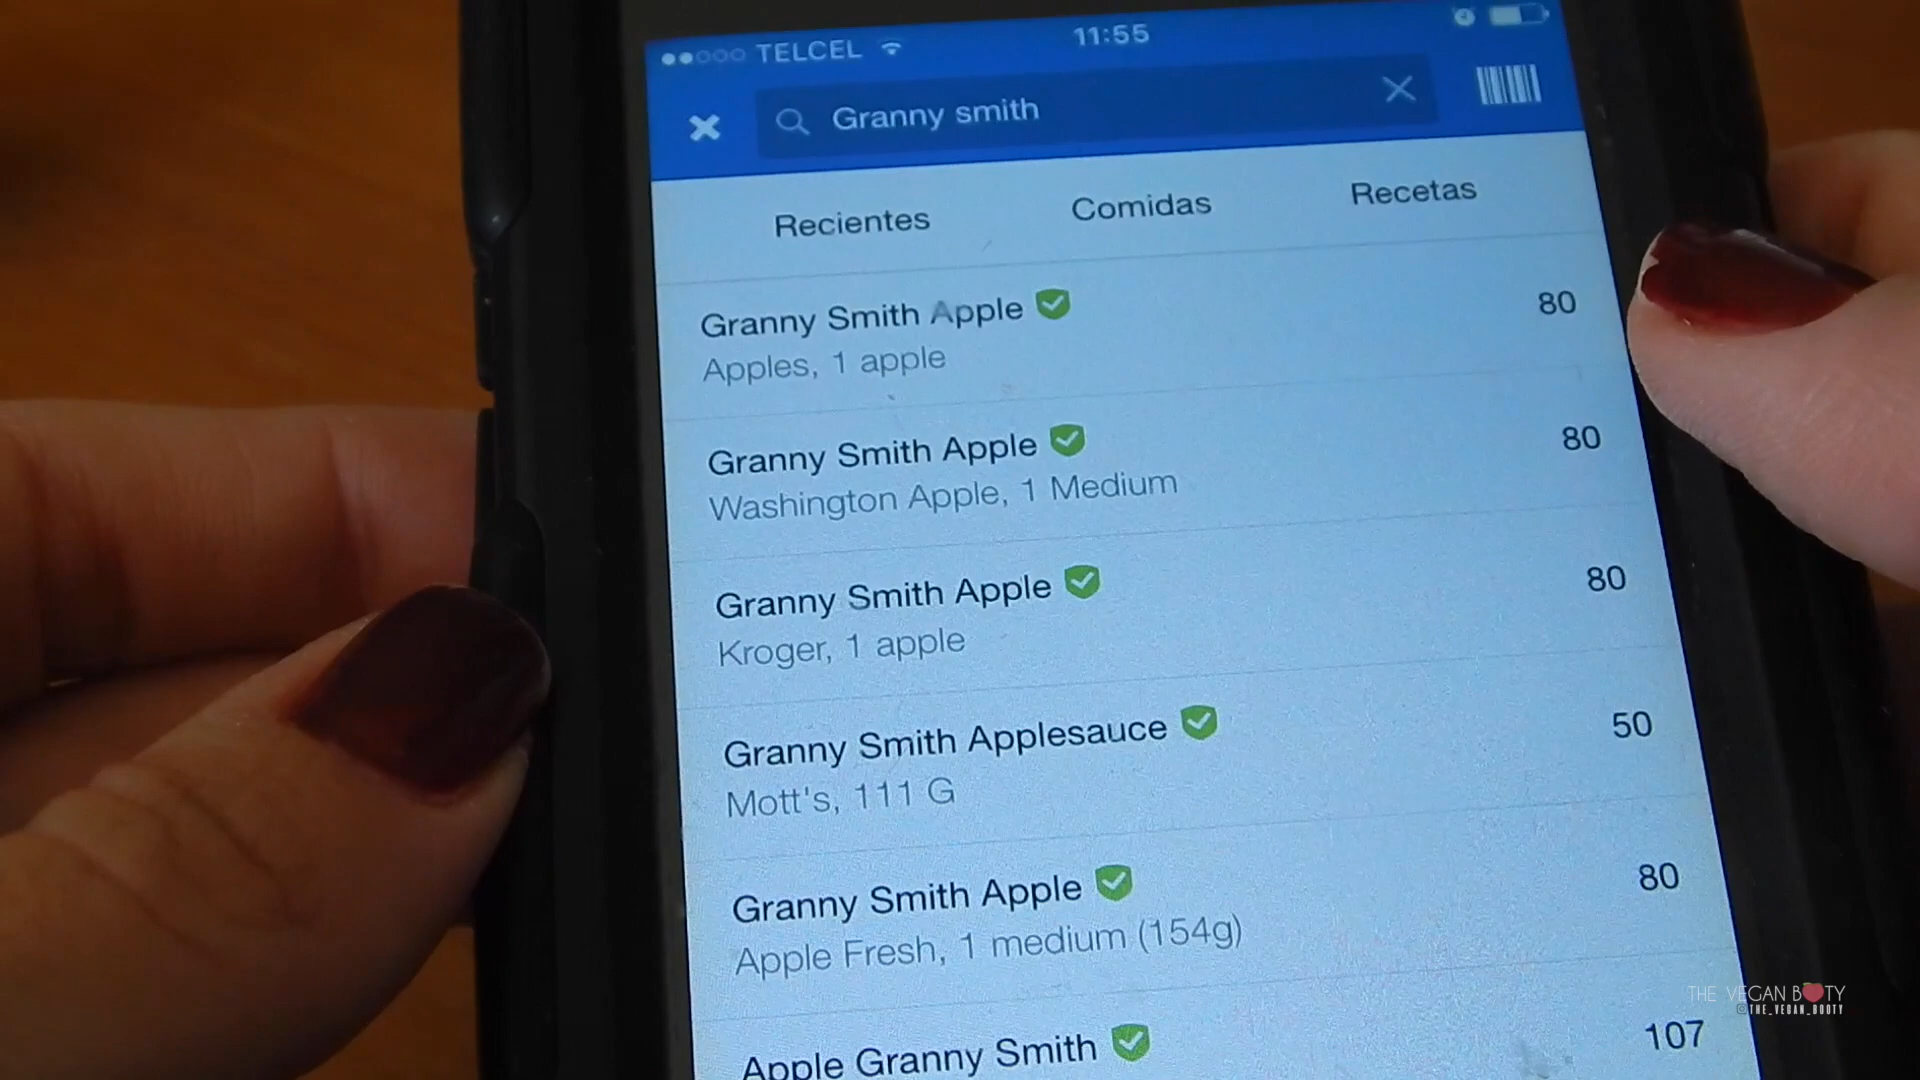 TELCEL 11:55
Granny smith
Recientes Comidas Recetas
Granny Smith Apple 80
Apples, 1 apple
Granny Smith Apple 80
Washington Apple, 1 Medium
Granny Smith Apple 80
Kroger, 1 apple
Granny Smith Applesauce 50
Mott's, 111 G
Granny Smith Apple 80
Apple Fresh, 1 medium (154g)
Apple Granny Smith 107
THE VEGAN BOOTY
@THE_VEGAN_BOOTY